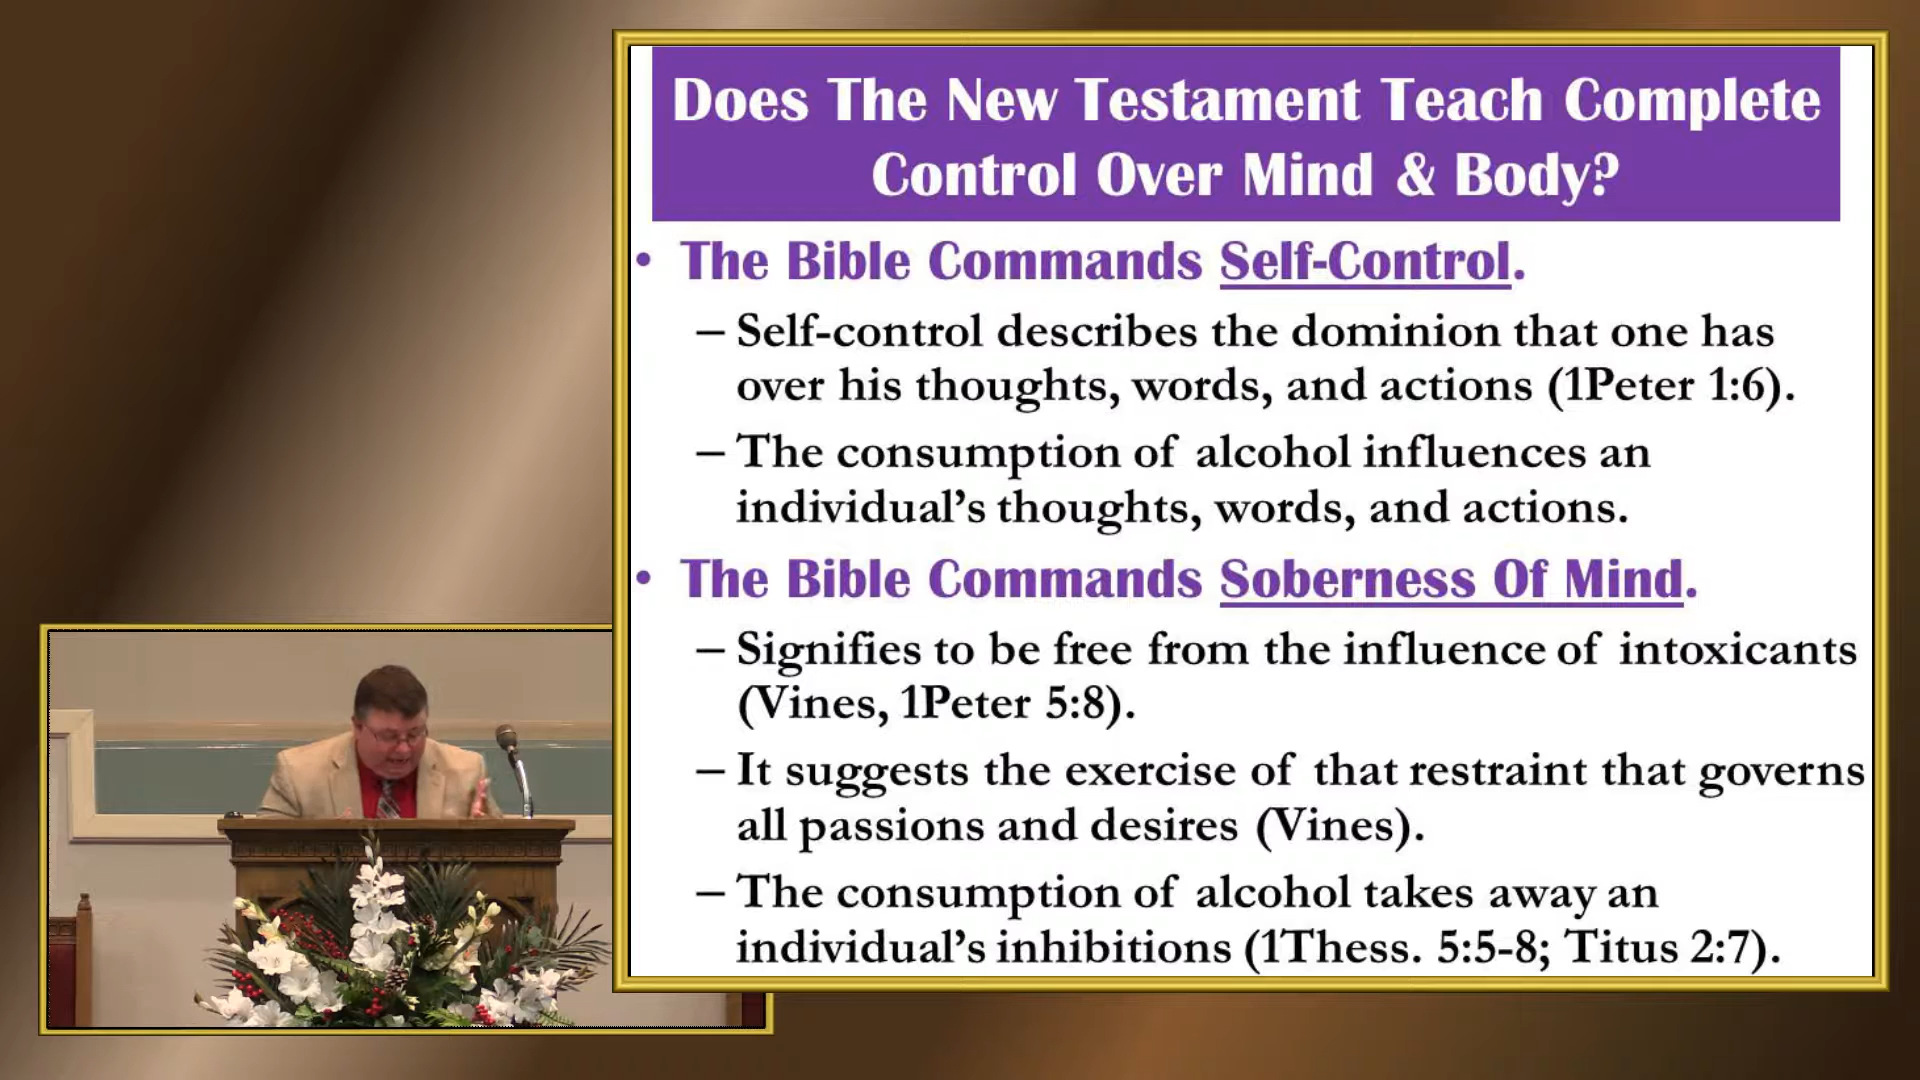 Does The New Testament Teach Complete
Control Over Mind & Body?
• The Bible Commands Self-Control.
– Self-control describes the dominion that one has
over his thoughts, words, and actions (1Peter 1:6).
– The consumption of alcohol influences an
individual's thoughts, words, and actions.
• The Bible Commands Soberness Of Mind.
– Signifies to be free from the influence of intoxicants
(Vines, 1Peter 5:8).
– It suggests the exercise of that restraint that governs
all passions and desires (Vines).
– The consumption of alcohol takes away an
individual's inhibitions (1Thess. 5:5-8; Titus 2:7).